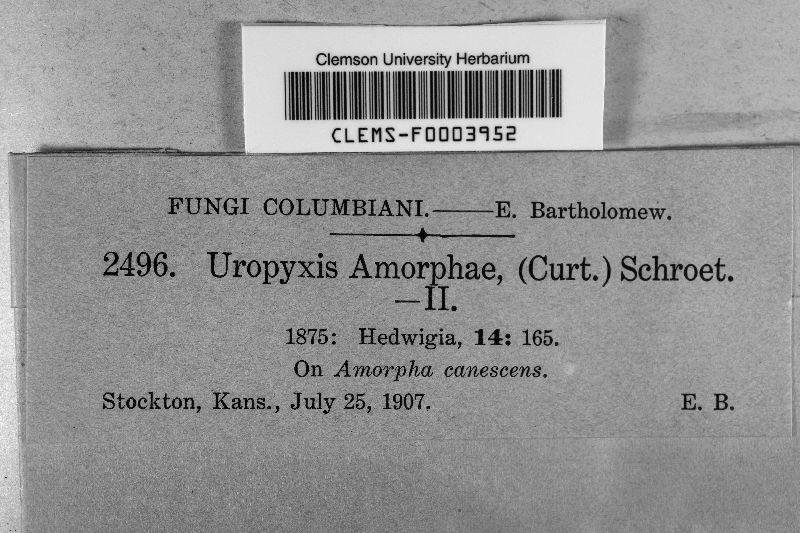 Clemson University Herbarium
CLEMS-F0003952
FUNGI COLUMBIANI.——E. Bartholomew.
2496. Uropyxis Amorphae, (Curt.) Schroet.
—II.
1875: Hedwigia, 14: 165.
On Amorpha canescens.
Stockton, Kans., July 25, 1907. E. B.